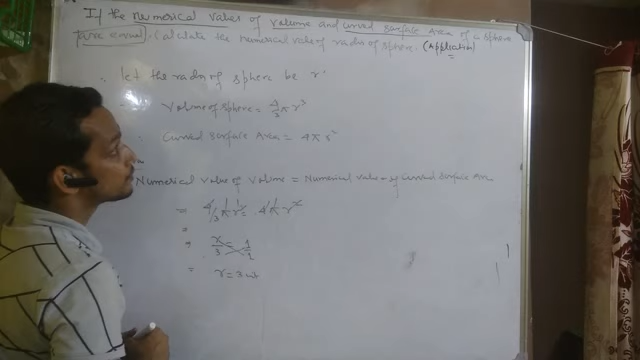 If the numerical value of volume and curved surface Area of a sphere
are equal. Calculate the numerical value of radius of sphere. (Application)
let the radius of sphere be r
Volume of sphere = 4/3 π r³
Curved surface Area = 4π r²
Numerical value of Volume = Numerical value of Curved Surface Are
= 4/3 π r³ = 4 π r²
= r/3 = 1/1
= r = 3 unit